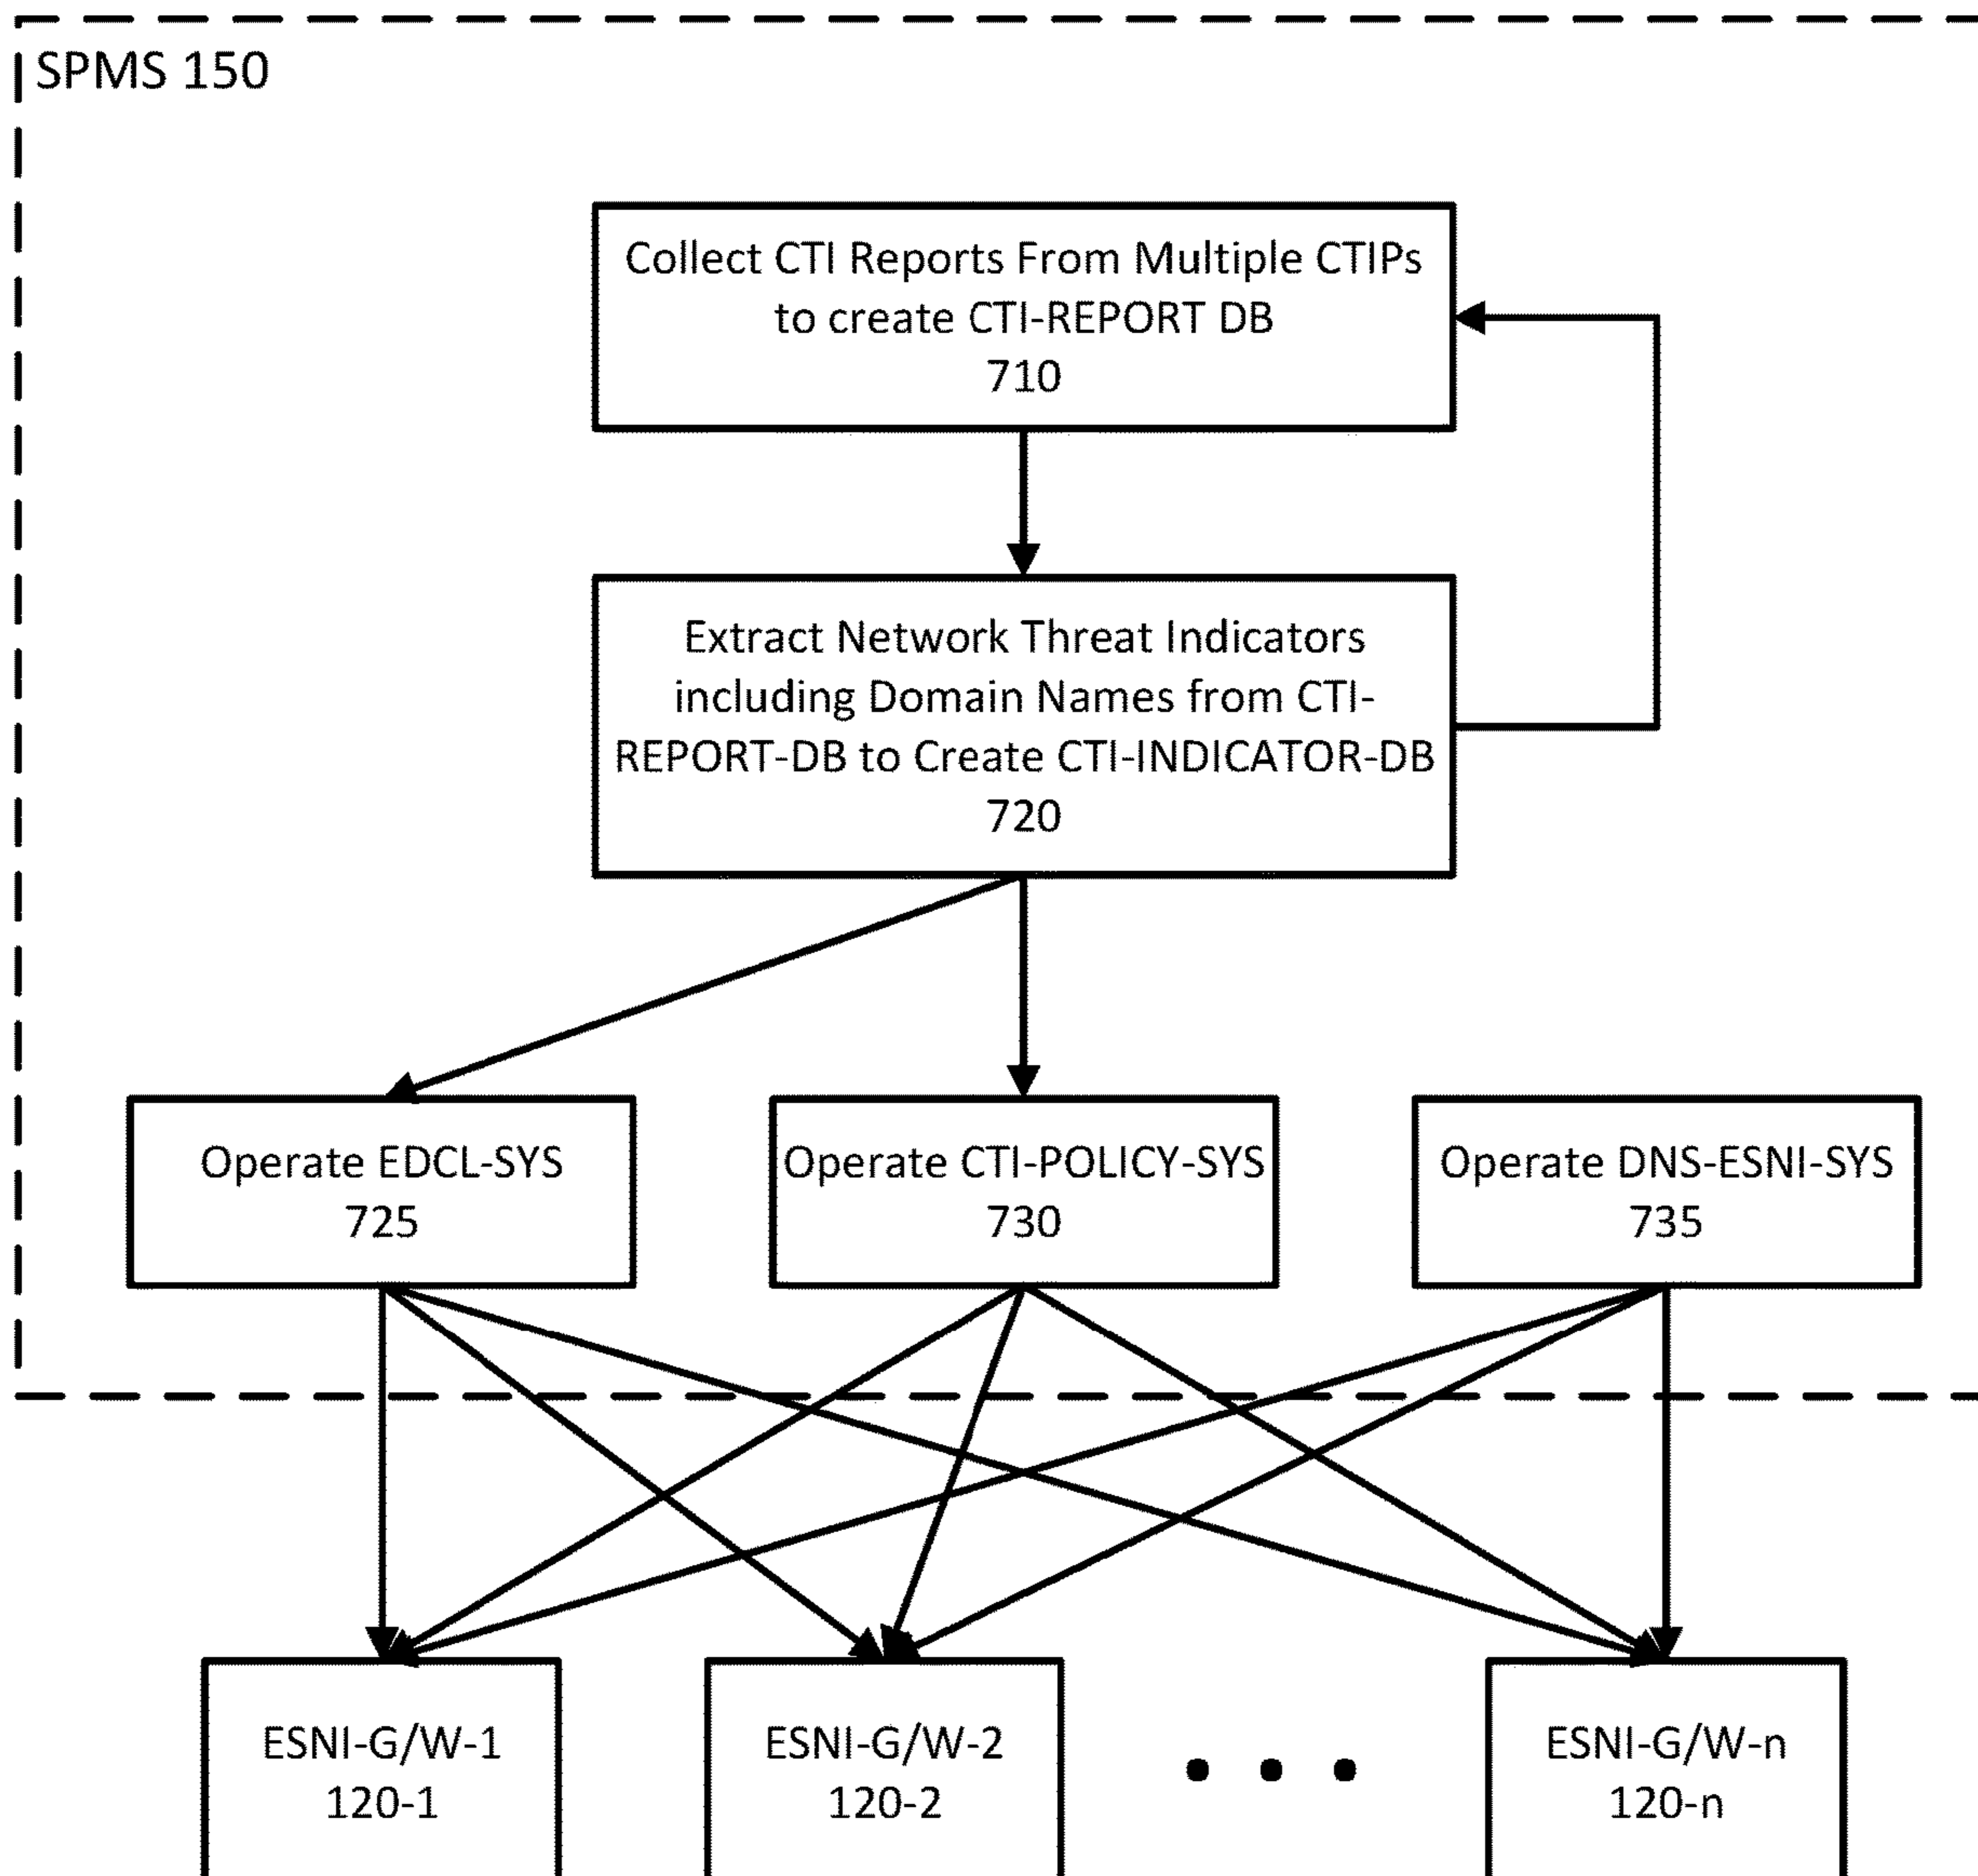 SPMS 150
Collect CTI Reports From Multiple CTIPs
to create CTI-REPORT DB
710
Extract Network Threat Indicators
including Domain Names from CTI-
REPORT-DB to Create CTI-INDICATOR-DB
720
Operate EDCL-SYS
725
Operate CTI-POLICY-SYS
730
Operate DNS-ESNI-SYS
735
ESNI-G/W-1
120-1
ESNI-G/W-2
120-2
ESNI-G/W-n
120-n